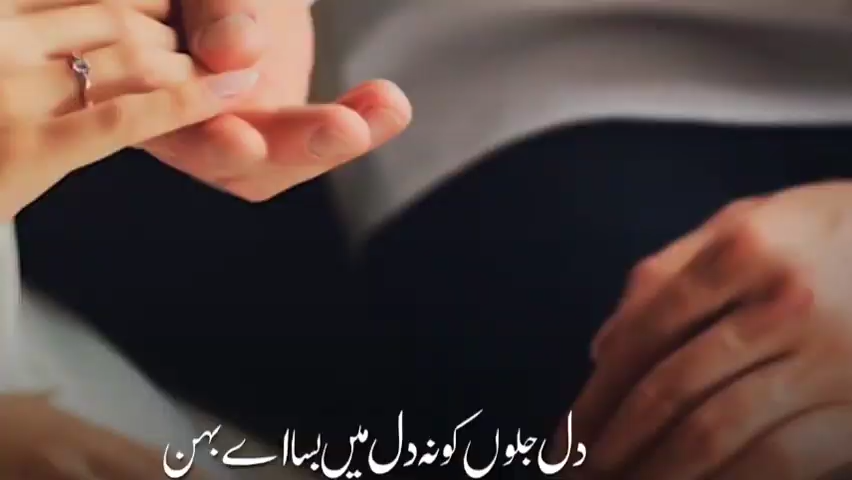 دل جلوں کو نہ دل میں بسا اے بہن